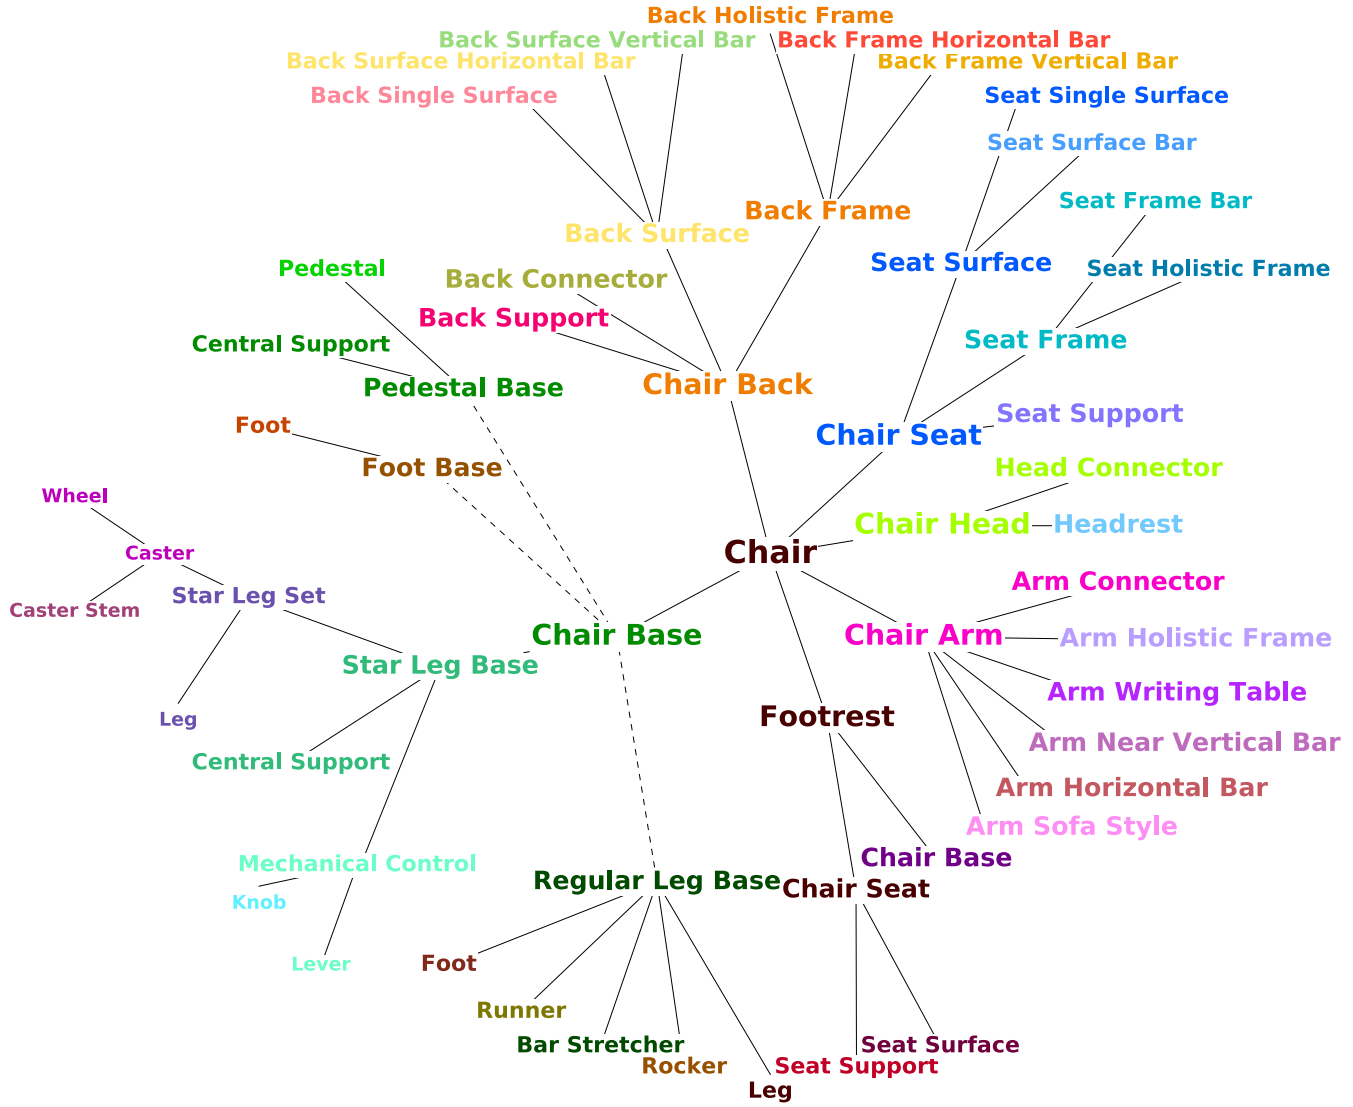 Back Holistic Frame
Back Surface Vertical Bar
Back Frame Horizontal Bar
Back Surface Horizontal Bar
Back Frame Vertical Bar
Back Single Surface
Seat Single Surface
Seat Surface Bar
Seat Frame Bar
Back Frame
Back Surface
Seat Surface
Pedestal
Seat Holistic Frame
Back Connector
Back Support
Seat Frame
Central Support
Pedestal Base
Chair Back
Seat Support
Foot
Chair Seat
Foot Base
Head Connector
Wheel
Chair Head
Headrest
Caster
Chair
Arm Connector
Star Leg Set
Caster Stem
Chair Base
Chair Arm
Arm Holistic Frame
Star Leg Base
Arm Writing Table
Leg
Footrest
Arm Near Vertical Bar
Central Support
Arm Horizontal Bar
Arm Sofa Style
Chair Base
Mechanical Control
Regular Leg Base
Chair Seat
Knob
Lever
Foot
Runner
Bar Stretcher
Seat Surface
Rocker
Seat Support
Leg